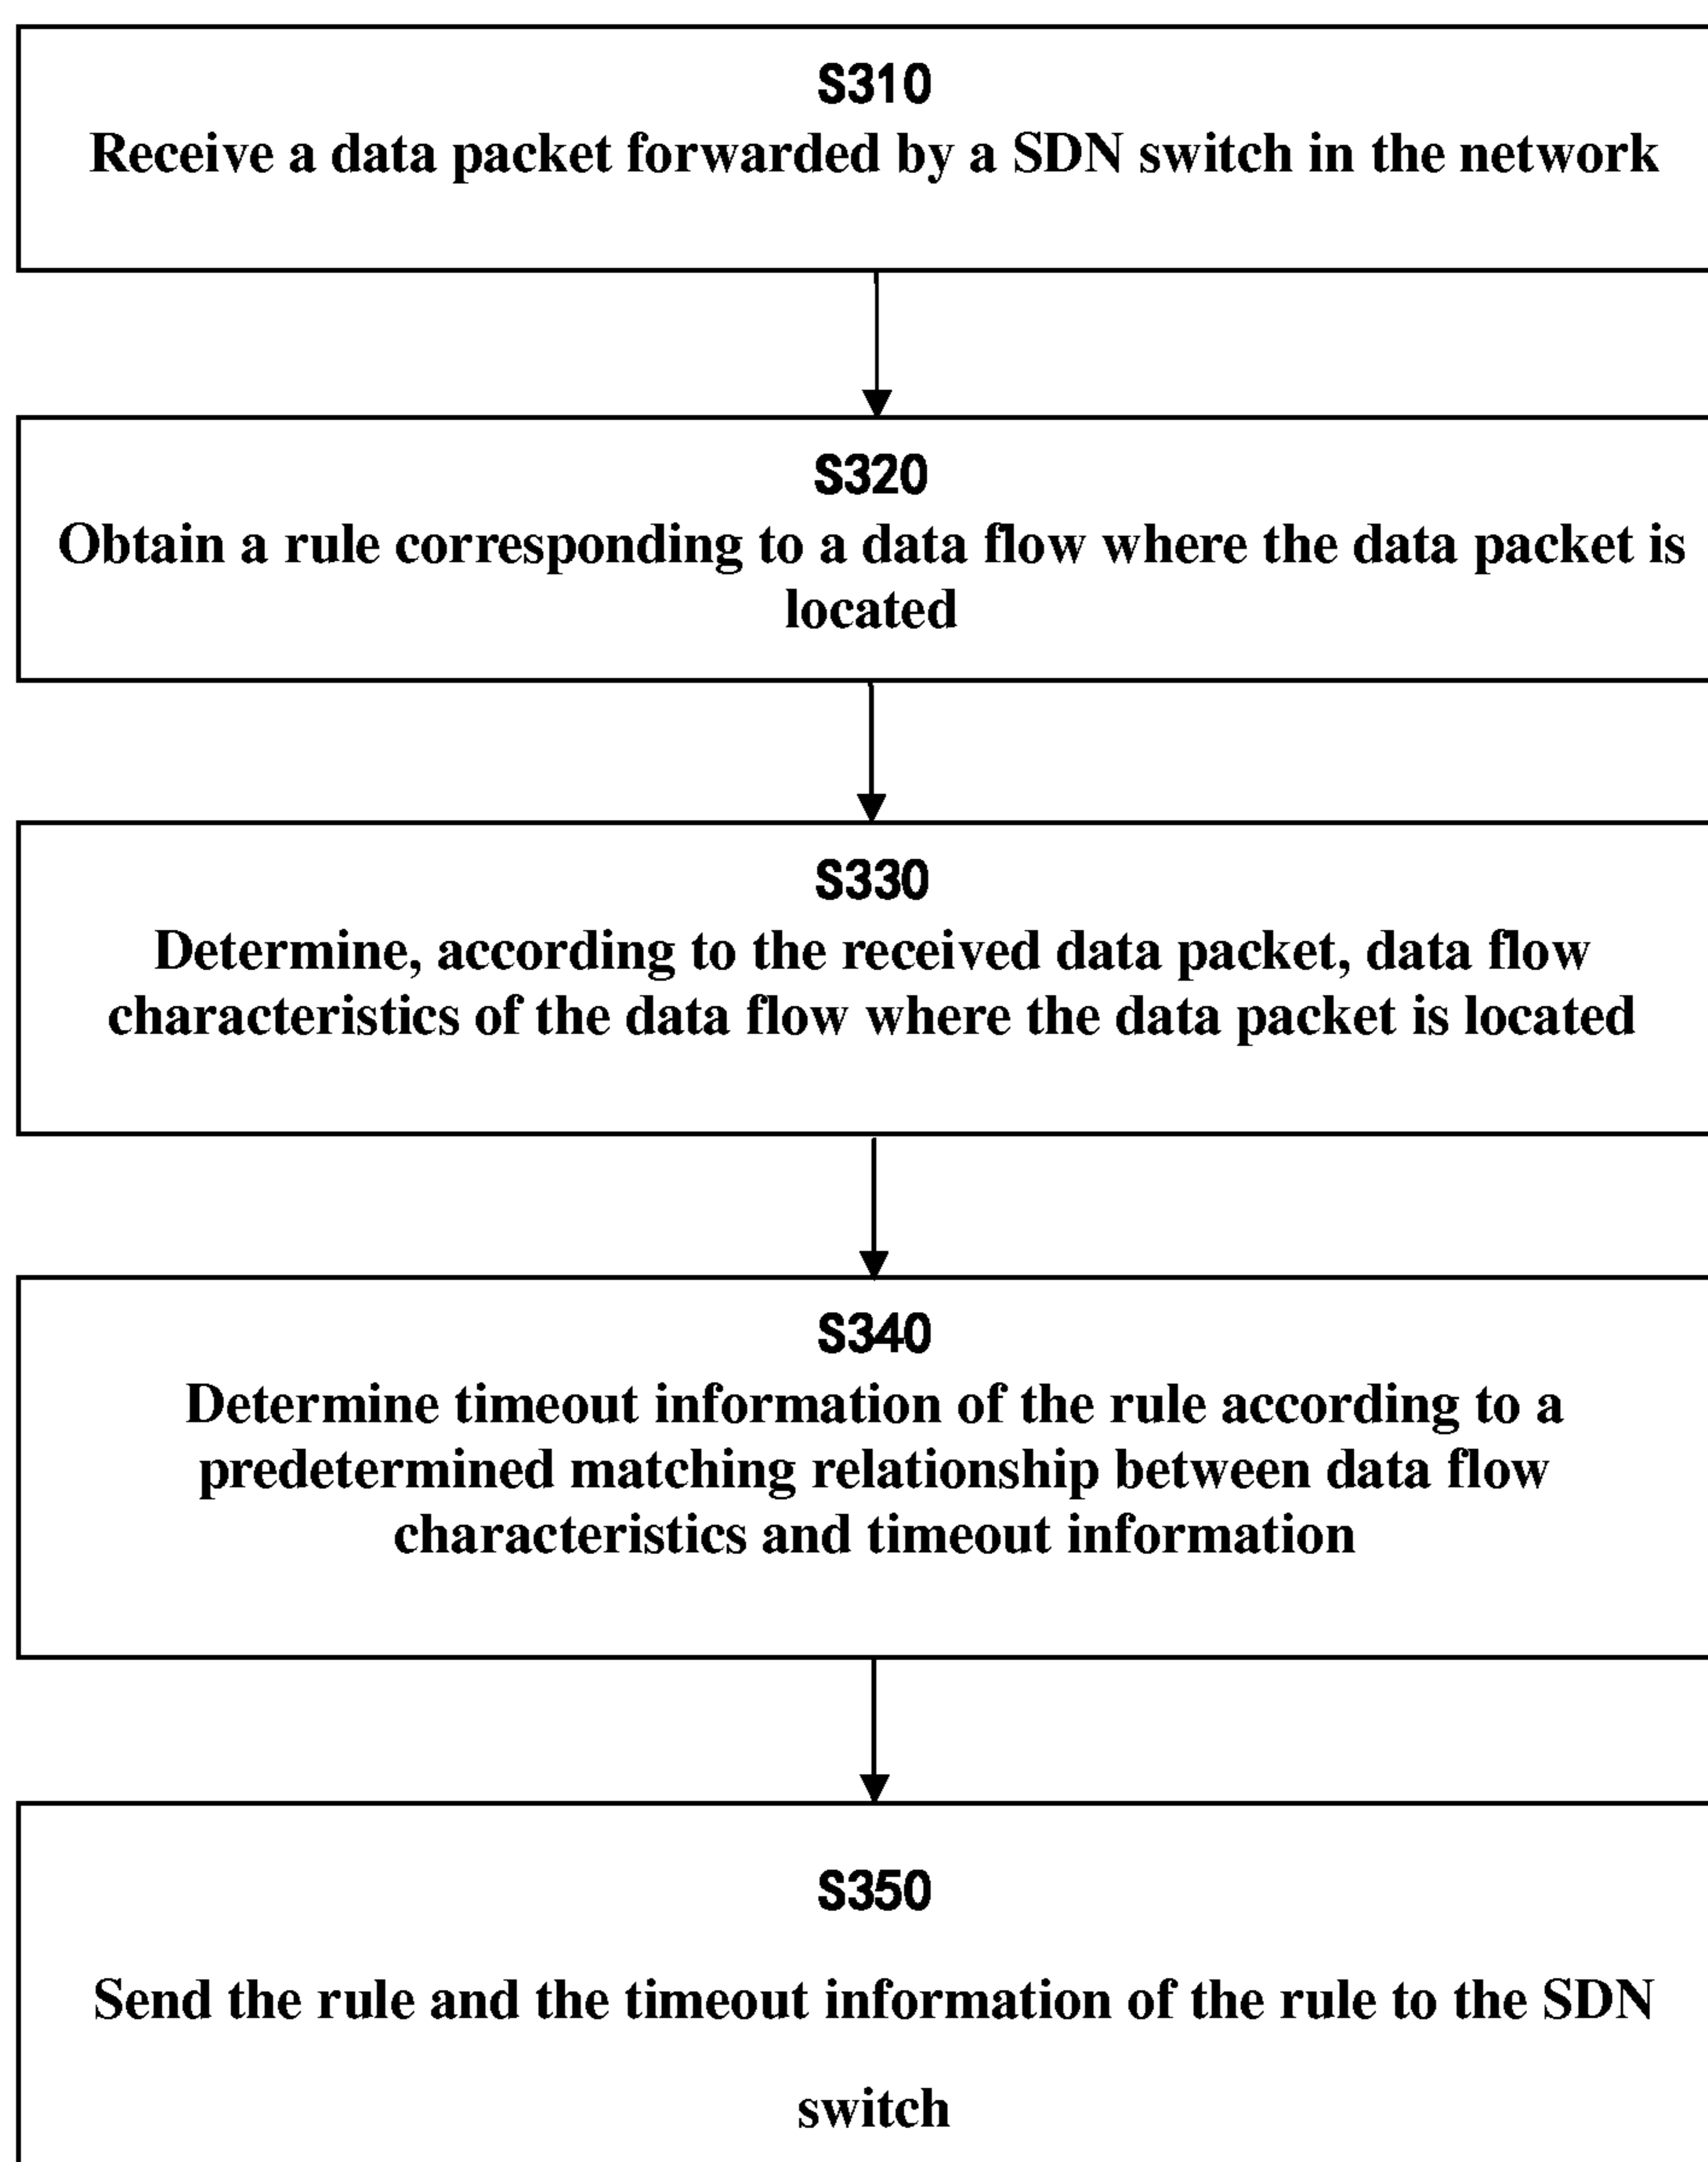 S310
Receive a data packet forwarded by a SDN switch in the network
S320
Obtain a rule corresponding to a data flow where the data packet is
located
S330
Determine, according to the received data packet, data flow
characteristics of the data flow where the data packet is located
S340
Determine timeout information of the rule according to a
predetermined matching relationship between data flow
characteristics and timeout information
S350
Send the rule and the timeout information of the rule to the SDN
switch